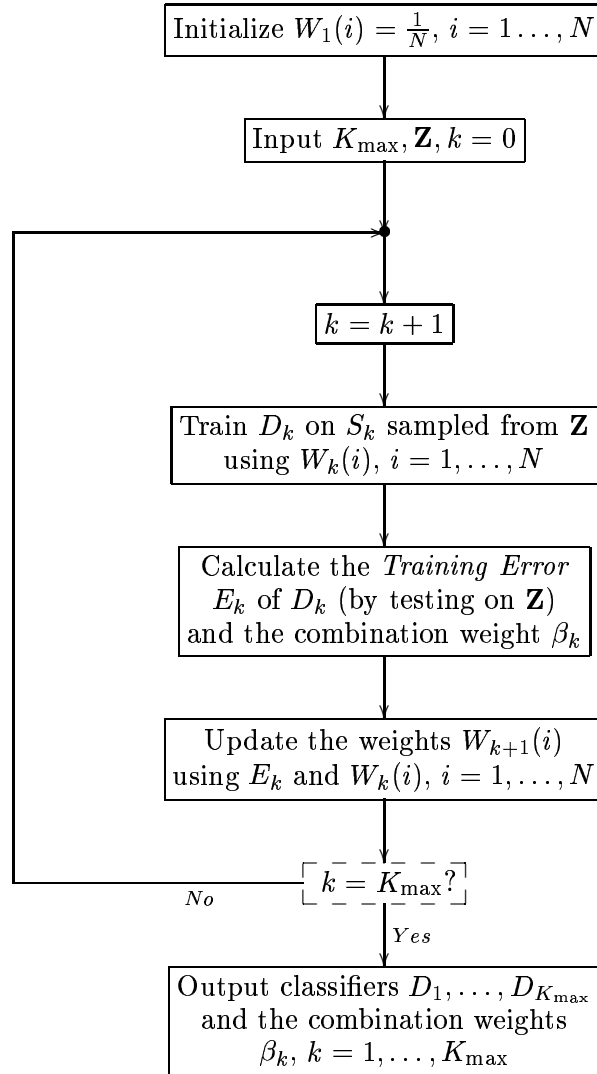 Initialize W₁(i) = 1/N, i = 1 . . . , N
Input K_max, Z, k = 0
k = k + 1
Train D_k on S_k sampled from Z
using W_k(i), i = 1, . . . , N
Calculate the Training Error
E_k of D_k (by testing on Z)
and the combination weight β_k
Update the weights W_{k+1}(i)
using E_k and W_k(i), i = 1, . . . , N
k = K_max?
No
Yes
Output classifiers D₁, . . . , D_{K_max}
and the combination weights
β_k, k = 1, . . . , K_max